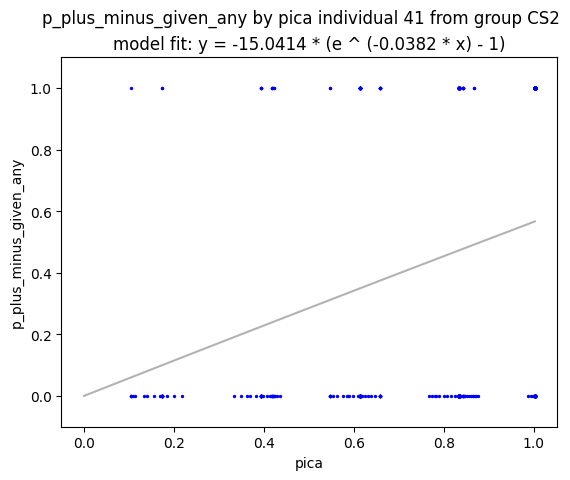 p_plus_minus_given_any by pica individual 41 from group CS2
model fit: y = -15.0414 * (e ^ (-0.0382 * x) - 1)
p_plus_minus_given_any
1.0
0.8
0.6
0.4
0.2
0.0
0.0 0.2 0.4 0.6 0.8 1.0
pica